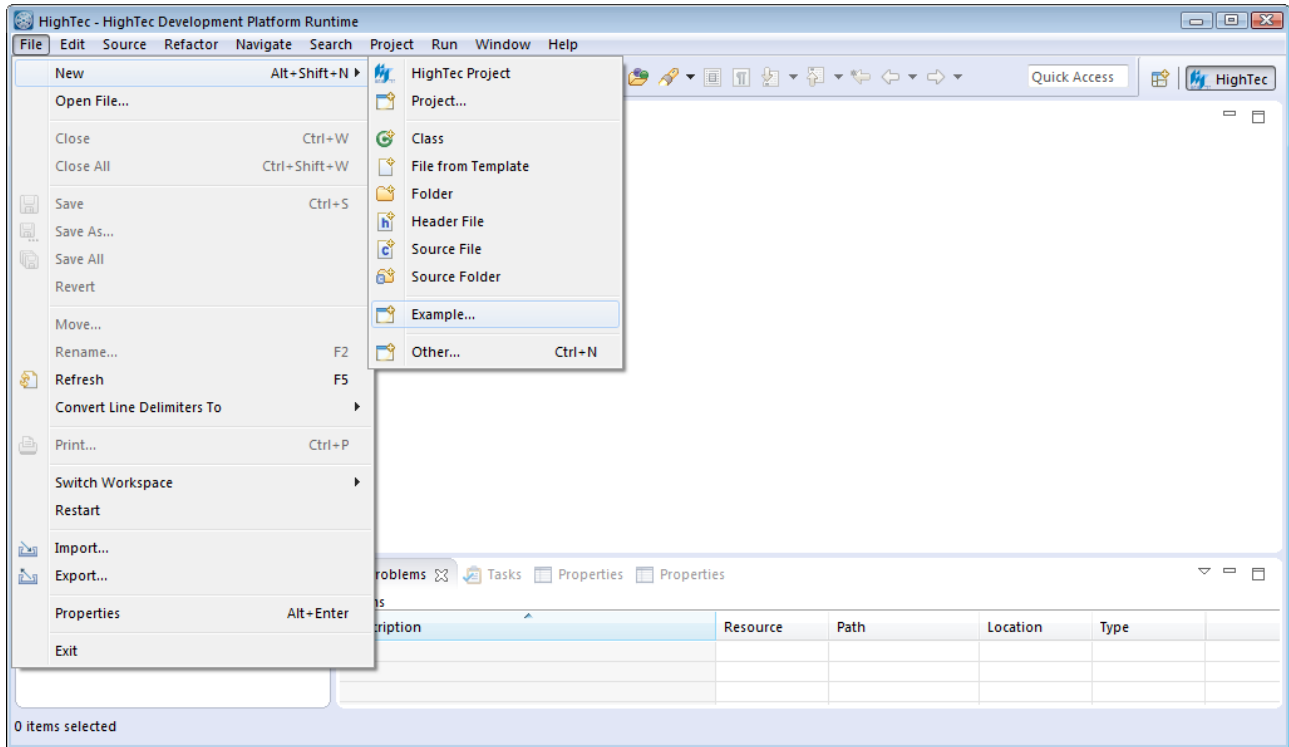 HighTec - HighTec Development Platform Runtime
File Edit Source Refactor Navigate Search Project Run Window Help
Quick Access HighTec
New Alt+Shift+N
Open File...
Close Ctrl+W
Close All Ctrl+Shift+W
Save Ctrl+S
Save As...
Save All
Revert
Move...
Rename... F2
Refresh F5
Convert Line Delimiters To
Print... Ctrl+P
Switch Workspace
Restart
Import...
Export...
Properties Alt+Enter
Exit
HighTec Project
Project...
Class
File from Template
Folder
Header File
Source File
Source Folder
Example...
Other... Ctrl+N
roblems Tasks Properties Properties
ns
cription Resource Path Location Type
0 items selected